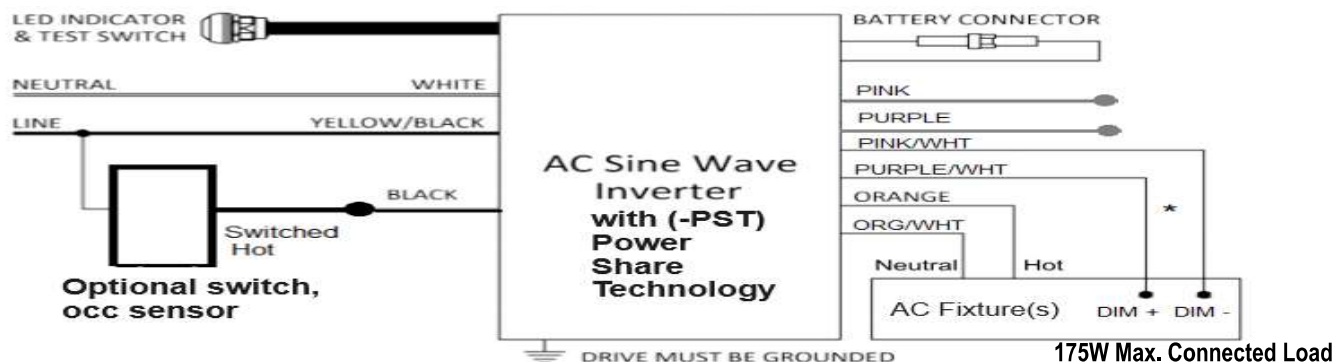 LED INDICATOR
& TEST SWITCH
NEUTRAL
WHITE
LINE
YELLOW/BLACK
BLACK
Switched
Hot
Optional switch,
occ sensor
AC Sine Wave
Inverter
with (-PST)
Power
Share
Technology
DRIVE MUST BE GROUNDED
BATTERY CONNECTOR
PINK
PURPLE
PINK/WHT
PURPLE/WHT
ORANGE
ORG/WHT
*
Neutral Hot
AC Fixture(s) DIM + DIM -
175W Max. Connected Load